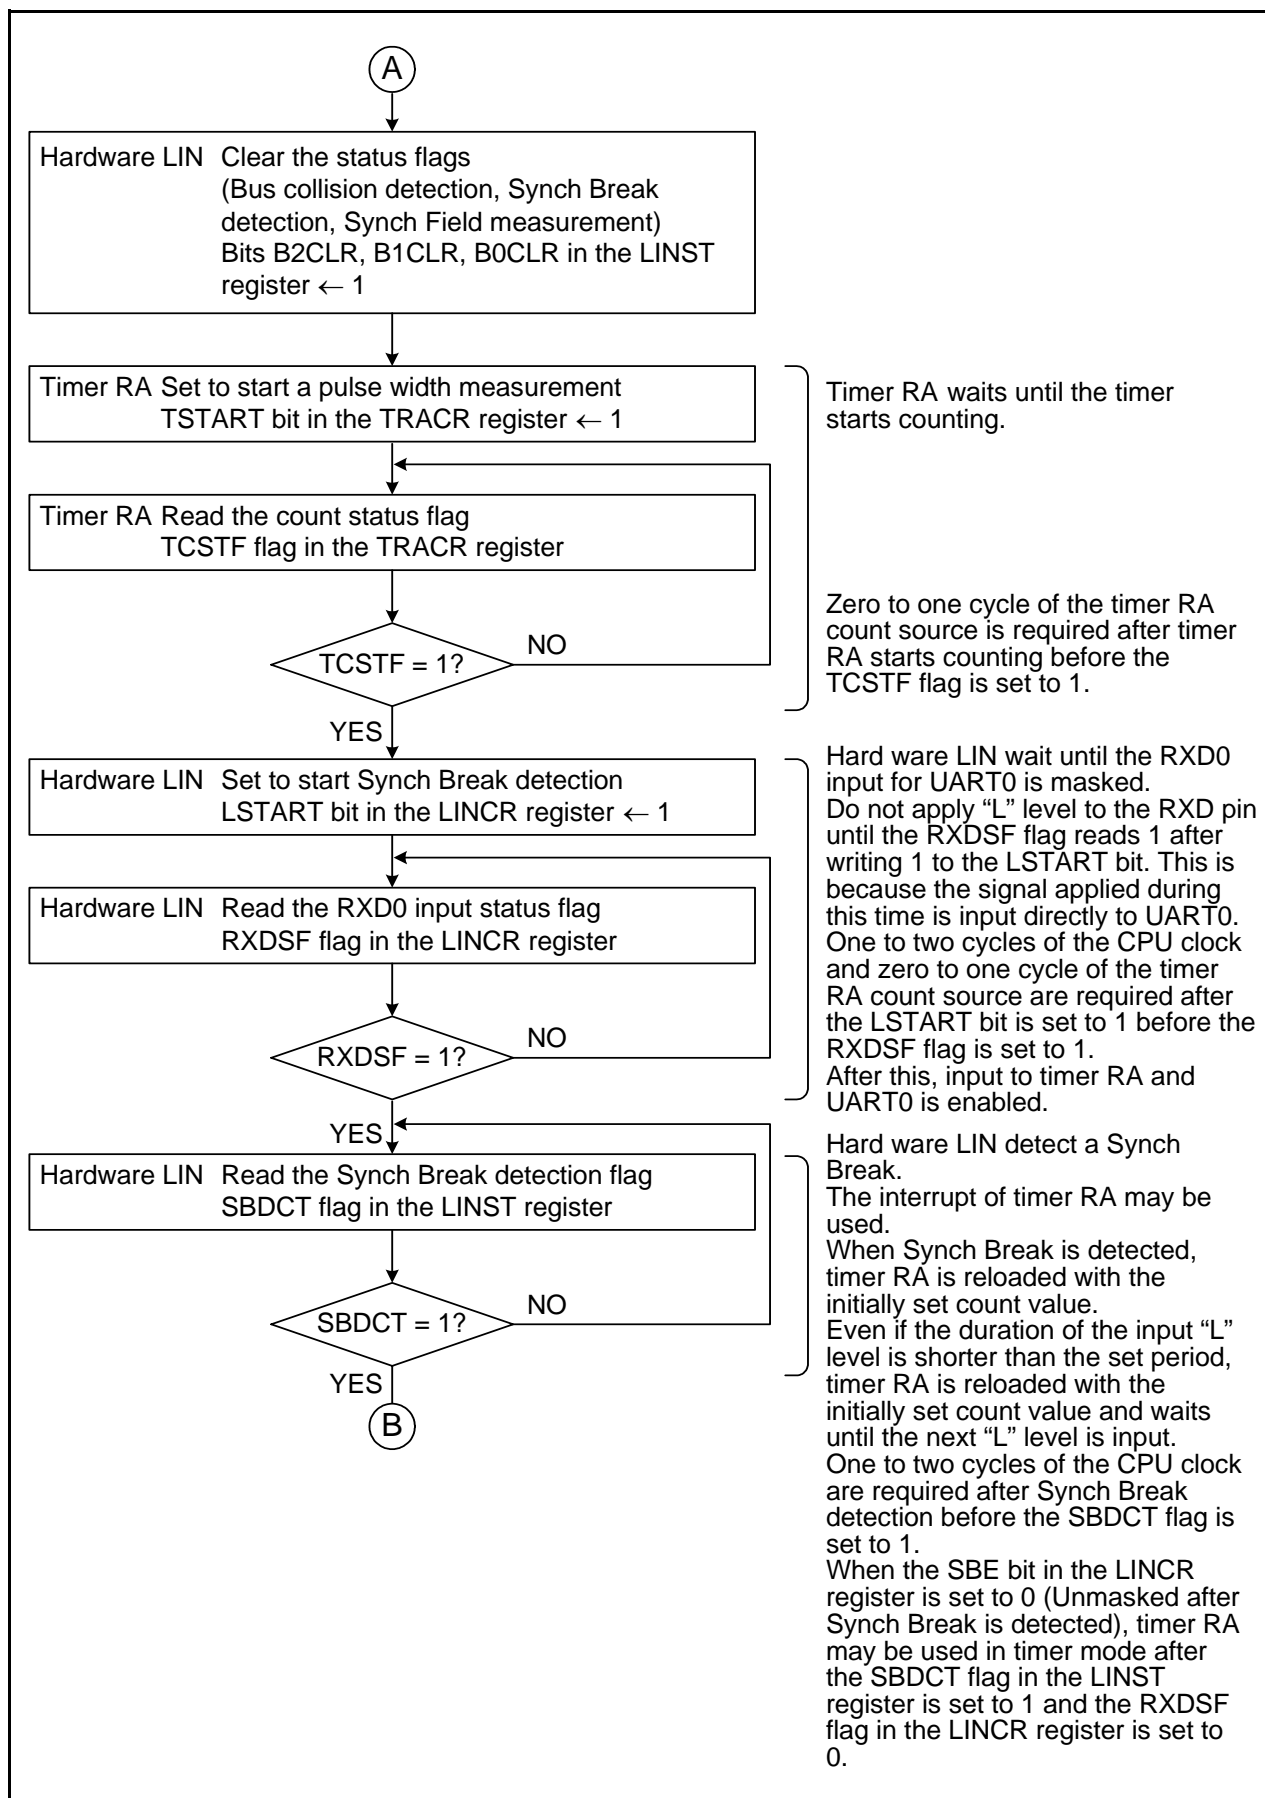 A
Hardware LIN Clear the status flags
(Bus collision detection, Synch Break
detection, Synch Field measurement)
Bits B2CLR, B1CLR, B0CLR in the LINST
register ← 1
Timer RA Set to start a pulse width measurement
TSTART bit in the TRACR register ← 1
Timer RA waits until the timer
starts counting.
Timer RA Read the count status flag
TCSTF flag in the TRACR register
TCSTF = 1?
NO
YES
Zero to one cycle of the timer RA
count source is required after timer
RA starts counting before the
TCSTF flag is set to 1.
Hardware LIN Set to start Synch Break detection
LSTART bit in the LINCR register ← 1
Hardware LIN Read the RXD0 input status flag
RXDSF flag in the LINCR register
RXDSF = 1?
NO
YES
Hard ware LIN wait until the RXD0
input for UART0 is masked.
Do not apply “L” level to the RXD pin
until the RXDSF flag reads 1 after
writing 1 to the LSTART bit. This is
because the signal applied during
this time is input directly to UART0.
One to two cycles of the CPU clock
and zero to one cycle of the timer
RA count source are required after
the LSTART bit is set to 1 before the
RXDSF flag is set to 1.
After this, input to timer RA and
UART0 is enabled.
Hardware LIN Read the Synch Break detection flag
SBDCT flag in the LINST register
SBDCT = 1?
NO
YES
B
Hard ware LIN detect a Synch
Break.
The interrupt of timer RA may be
used.
When Synch Break is detected,
timer RA is reloaded with the
initially set count value.
Even if the duration of the input “L”
level is shorter than the set period,
timer RA is reloaded with the
initially set count value and waits
until the next “L” level is input.
One to two cycles of the CPU clock
are required after Synch Break
detection before the SBDCT flag is
set to 1.
When the SBE bit in the LINCR
register is set to 0 (Unmasked after
Synch Break is detected), timer RA
may be used in timer mode after
the SBDCT flag in the LINST
register is set to 1 and the RXDSF
flag in the LINCR register is set to
0.